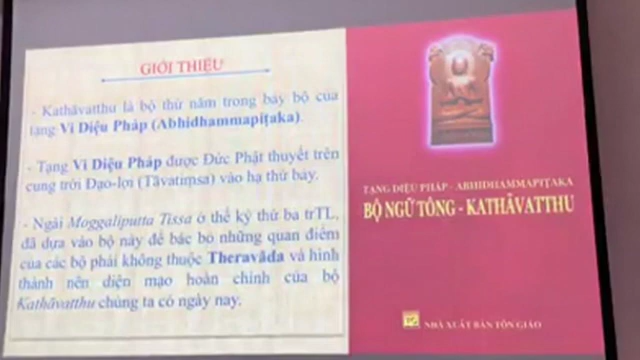 GIỚI THIỆU
- Kathāvatthu là bộ thứ năm trong bảy bộ của
tạng Vi Diệu Pháp (Abhidhammapiṭaka).
- Tạng Vi Diệu Pháp được Đức Phật thuyết trên
cung trời Đạo-lợi (Tāvatiṃsa) vào hạ thứ bảy.
- Ngài Moggaliputta Tissa ở thế kỷ thứ ba trTL,
đã dựa vào bộ này để bác bỏ những quan điểm
của các bộ phái không thuộc Theravāda và hình
thành nên diện mạo hoàn chỉnh của bộ
Kathāvatthu chúng ta có ngày nay.
TẠNG DIỆU PHÁP - ABHIDHAMMAPIṬAKA
BỘ NGỮ TÔNG - KATHĀVATTHU
NHÀ XUẤT BẢN TÔN GIÁO